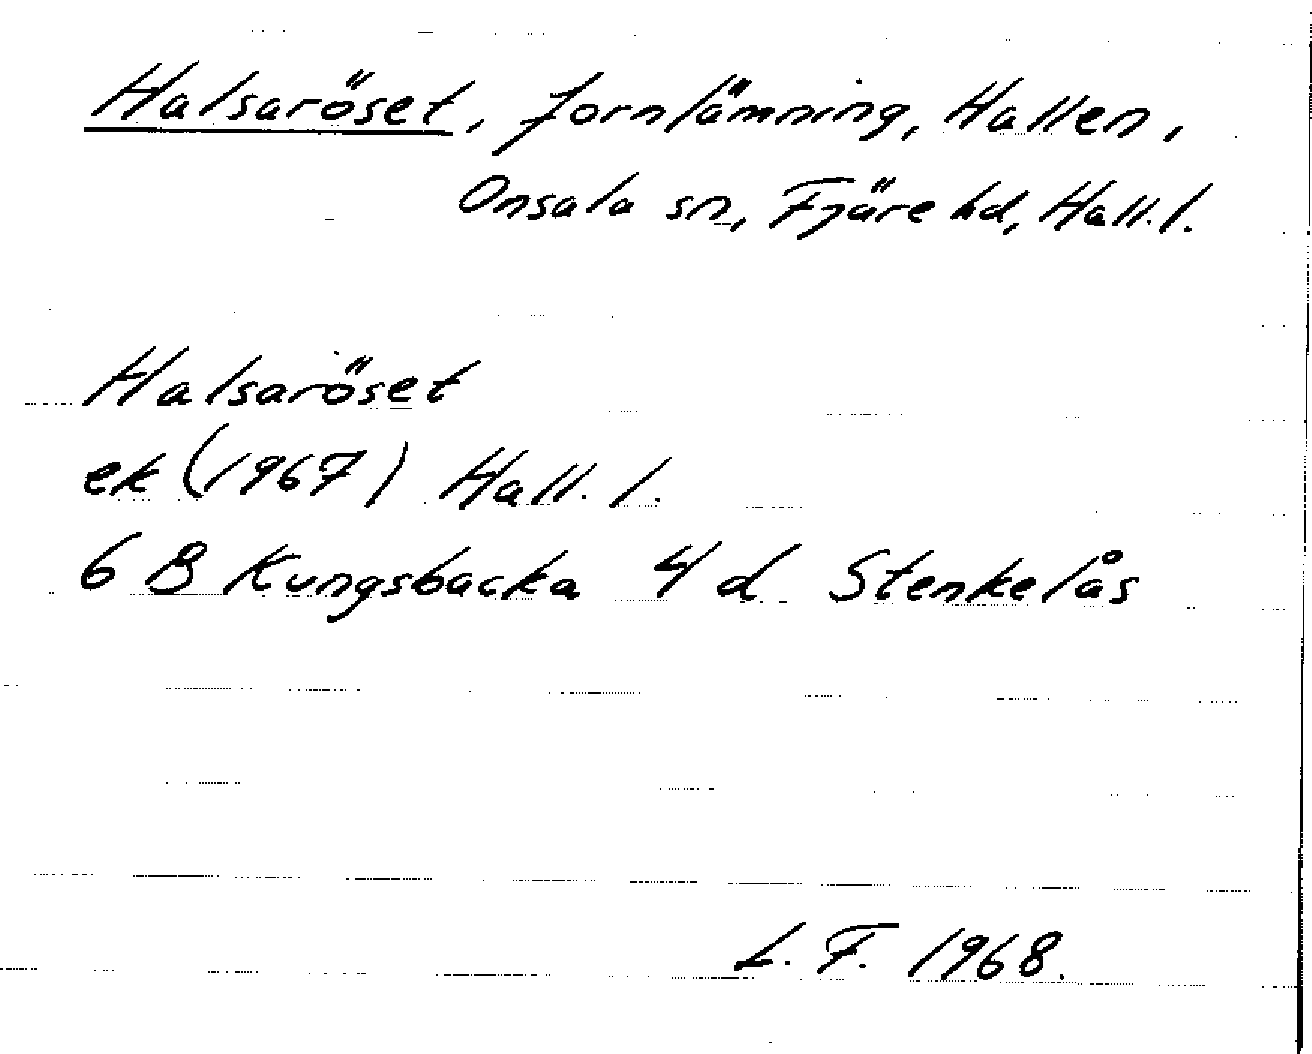 Halsaröset, fornlämning, Hallen,
Onsala sn, Fjäre hd, Hall. l.
Halsaröset
ek (1967) Hall. l.
6 B Kungsbacka 4 d Stenkelås
L. F. 1968.